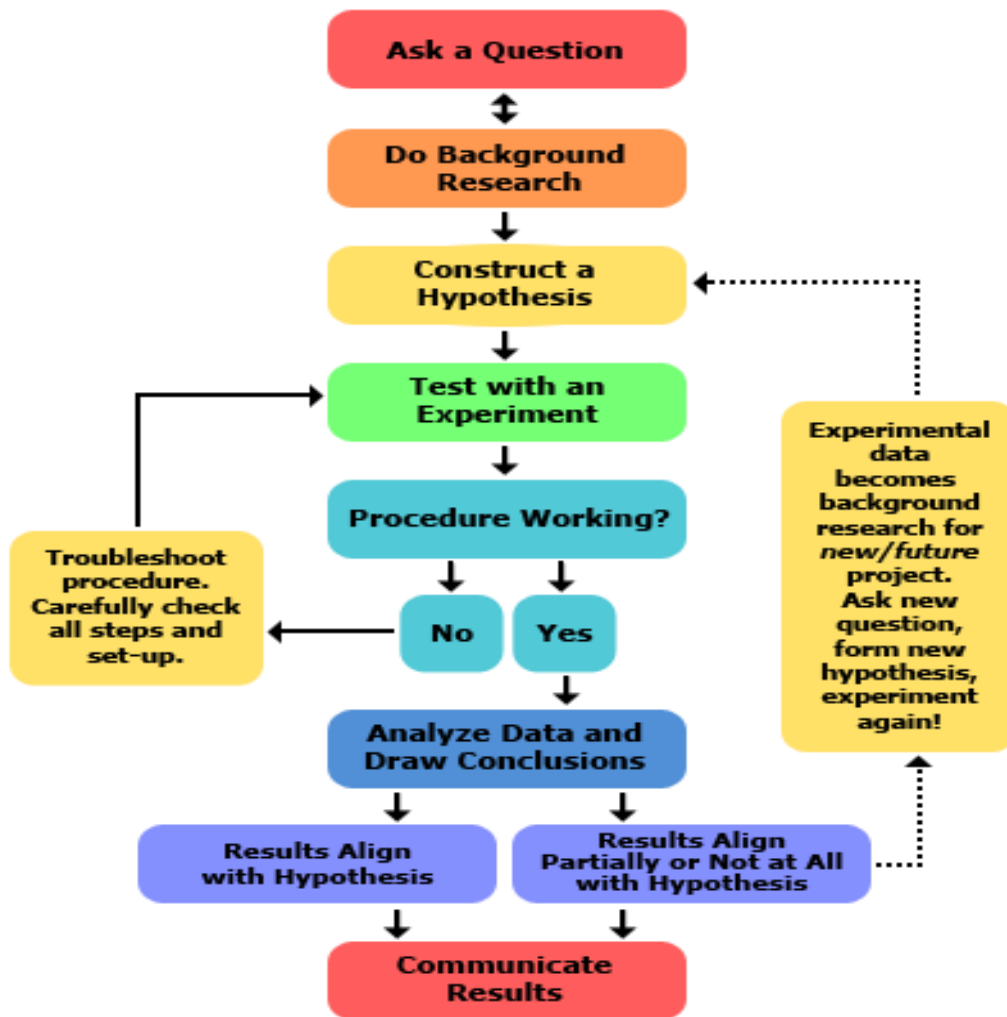 Ask a Question
Do Background
Research
Construct a
Hypothesis
Test with an
Experiment
Procedure Working?
No
Yes
Troubleshoot
procedure.
Carefully check
all steps and
set-up.
Experimental
data
becomes
background
research for
new/future
project.
Ask new
question,
form new
hypothesis,
experiment
again!
Analyze Data and
Draw Conclusions
Results Align
with Hypothesis
Results Align
Partially or Not at All
with Hypothesis
Communicate
Results